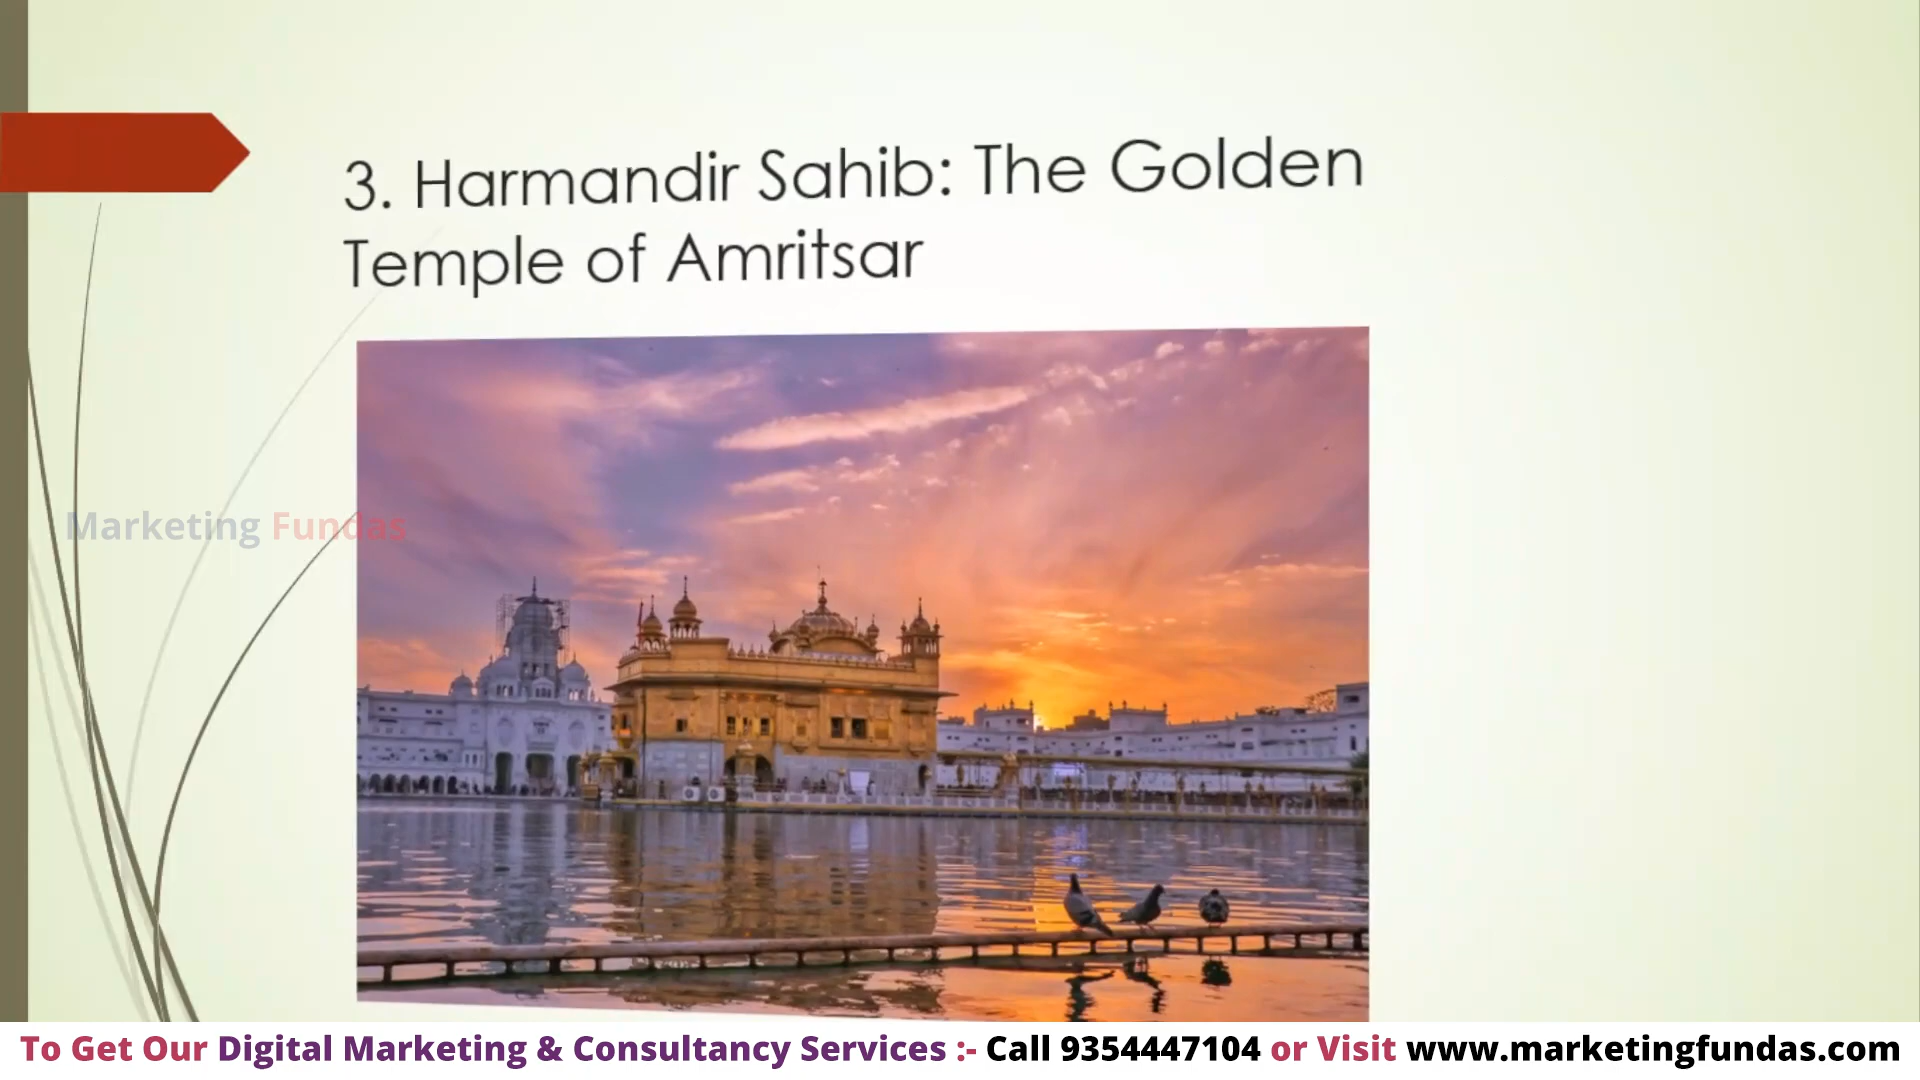 3. Harmandir Sahib: The Golden
Temple of Amritsar
Marketing Fundas
To Get Our Digital Marketing & Consultancy Services :- Call 9354447104 or Visit www.marketingfundas.com